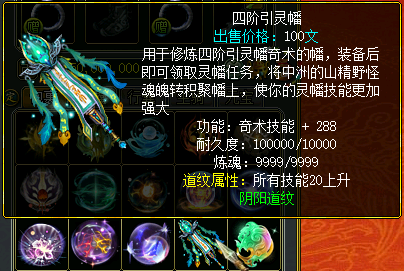 四阶引灵幡
出售价格：100文
用于修炼四阶引灵幡奇术的幡，装备后
即可领取灵幡任务，将中洲的山精野怪
魂魄转积聚幡上，使你的灵幡技能更加
强大
功能：奇术技能 + 288
耐久度：100000/10000
炼魂：9999/9999
道纹属性：所有技能20上升
阴阳道纹